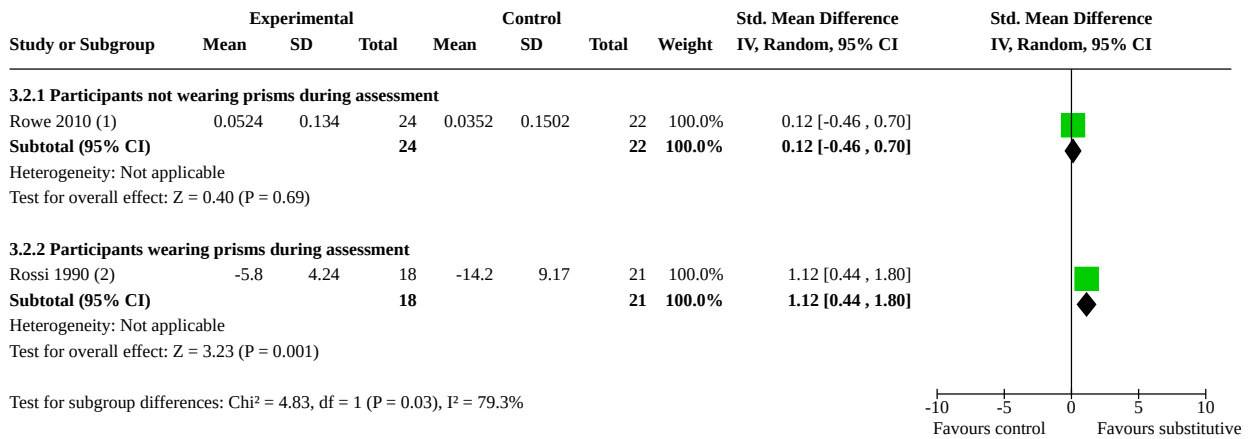 Experimental Control Std. Mean Difference Std. Mean Difference
Study or Subgroup Mean SD Total Mean SD Total Weight IV, Random, 95% CI IV, Random, 95% CI
3.2.1 Participants not wearing prisms during assessment
Rowe 2010 (1) 0.0524 0.134 24 0.0352 0.1502 22 100.0% 0.12 [-0.46 , 0.70]
Subtotal (95% CI) 24 22 100.0% 0.12 [-0.46 , 0.70]
Heterogeneity: Not applicable
Test for overall effect: Z = 0.40 (P = 0.69)
3.2.2 Participants wearing prisms during assessment
Rossi 1990 (2) -5.8 4.24 18 -14.2 9.17 21 100.0% 1.12 [0.44 , 1.80]
Subtotal (95% CI) 18 21 100.0% 1.12 [0.44 , 1.80]
Heterogeneity: Not applicable
Test for overall effect: Z = 3.23 (P = 0.001)
Test for subgroup differences: Chi² = 4.83, df = 1 (P = 0.03), I² = 79.3%
-10 -5 0 5 10
Favours control Favours substitutive